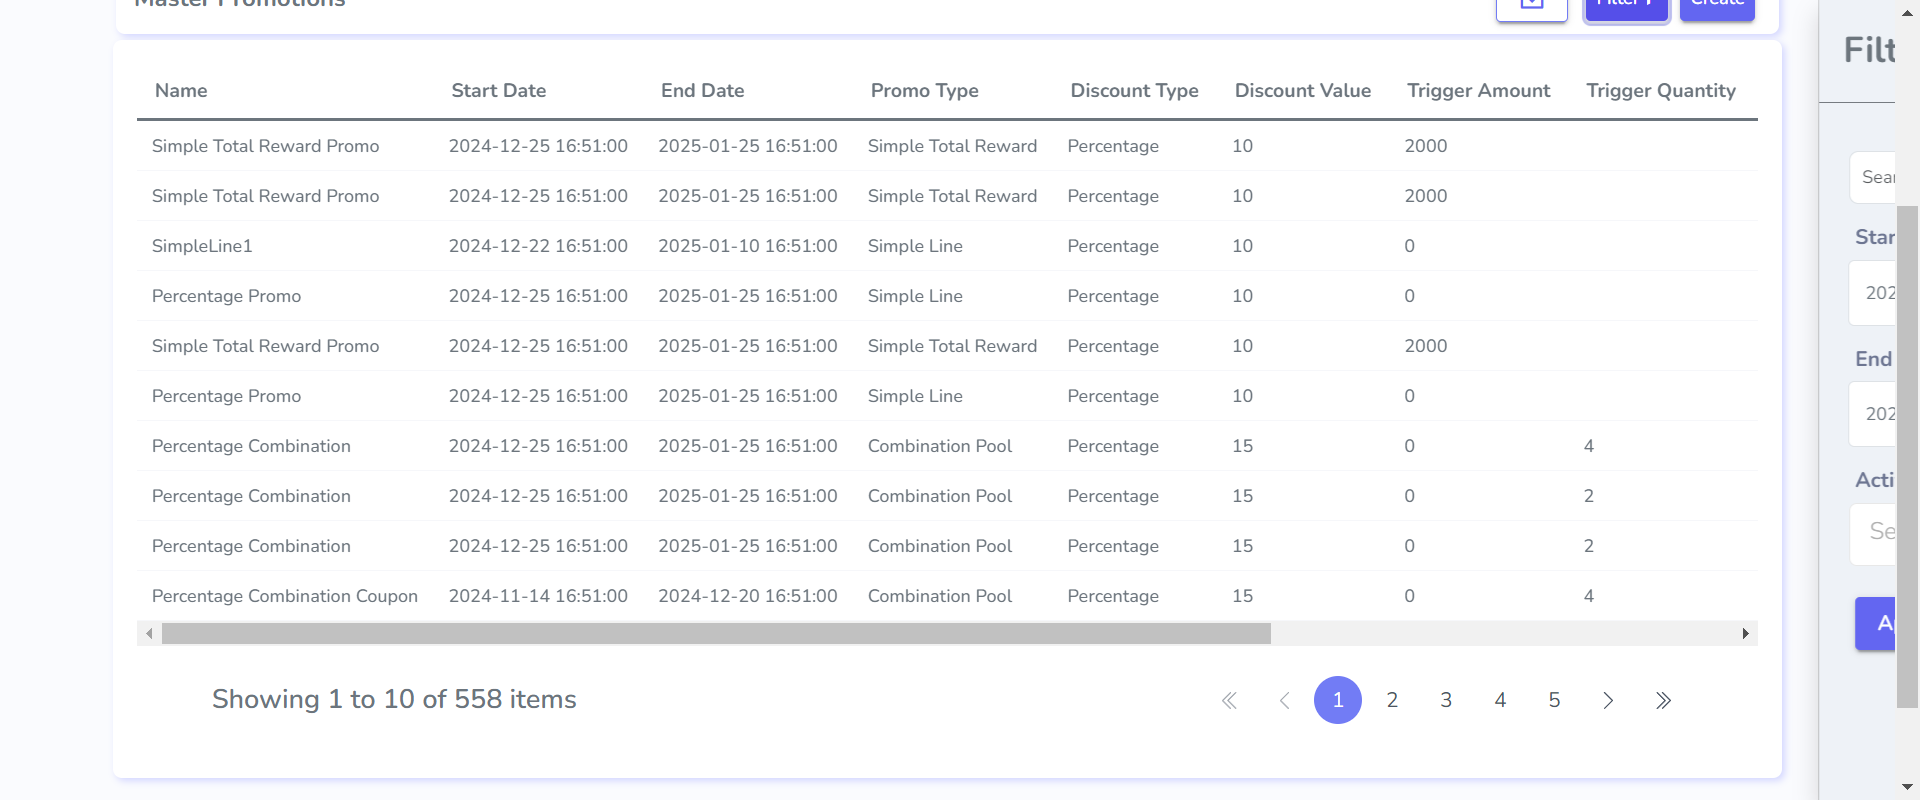 Master Promotions
Filter
Create
Name Start Date End Date Promo Type Discount Type Discount Value Trigger Amount Trigger Quantity
Simple Total Reward Promo 2024-12-25 16:51:00 2025-01-25 16:51:00 Simple Total Reward Percentage 10 2000
Simple Total Reward Promo 2024-12-25 16:51:00 2025-01-25 16:51:00 Simple Total Reward Percentage 10 2000
SimpleLine1 2024-12-22 16:51:00 2025-01-10 16:51:00 Simple Line Percentage 10 0
Percentage Promo 2024-12-25 16:51:00 2025-01-25 16:51:00 Simple Line Percentage 10 0
Simple Total Reward Promo 2024-12-25 16:51:00 2025-01-25 16:51:00 Simple Total Reward Percentage 10 2000
Percentage Promo 2024-12-25 16:51:00 2025-01-25 16:51:00 Simple Line Percentage 10 0
Percentage Combination 2024-12-25 16:51:00 2025-01-25 16:51:00 Combination Pool Percentage 15 0 4
Percentage Combination 2024-12-25 16:51:00 2025-01-25 16:51:00 Combination Pool Percentage 15 0 2
Percentage Combination 2024-12-25 16:51:00 2025-01-25 16:51:00 Combination Pool Percentage 15 0 2
Percentage Combination Coupon 2024-11-14 16:51:00 2024-12-20 16:51:00 Combination Pool Percentage 15 0 4
Showing 1 to 10 of 558 items
1 2 3 4 5
Filt
Sear
Star
202
End
202
Acti
Se